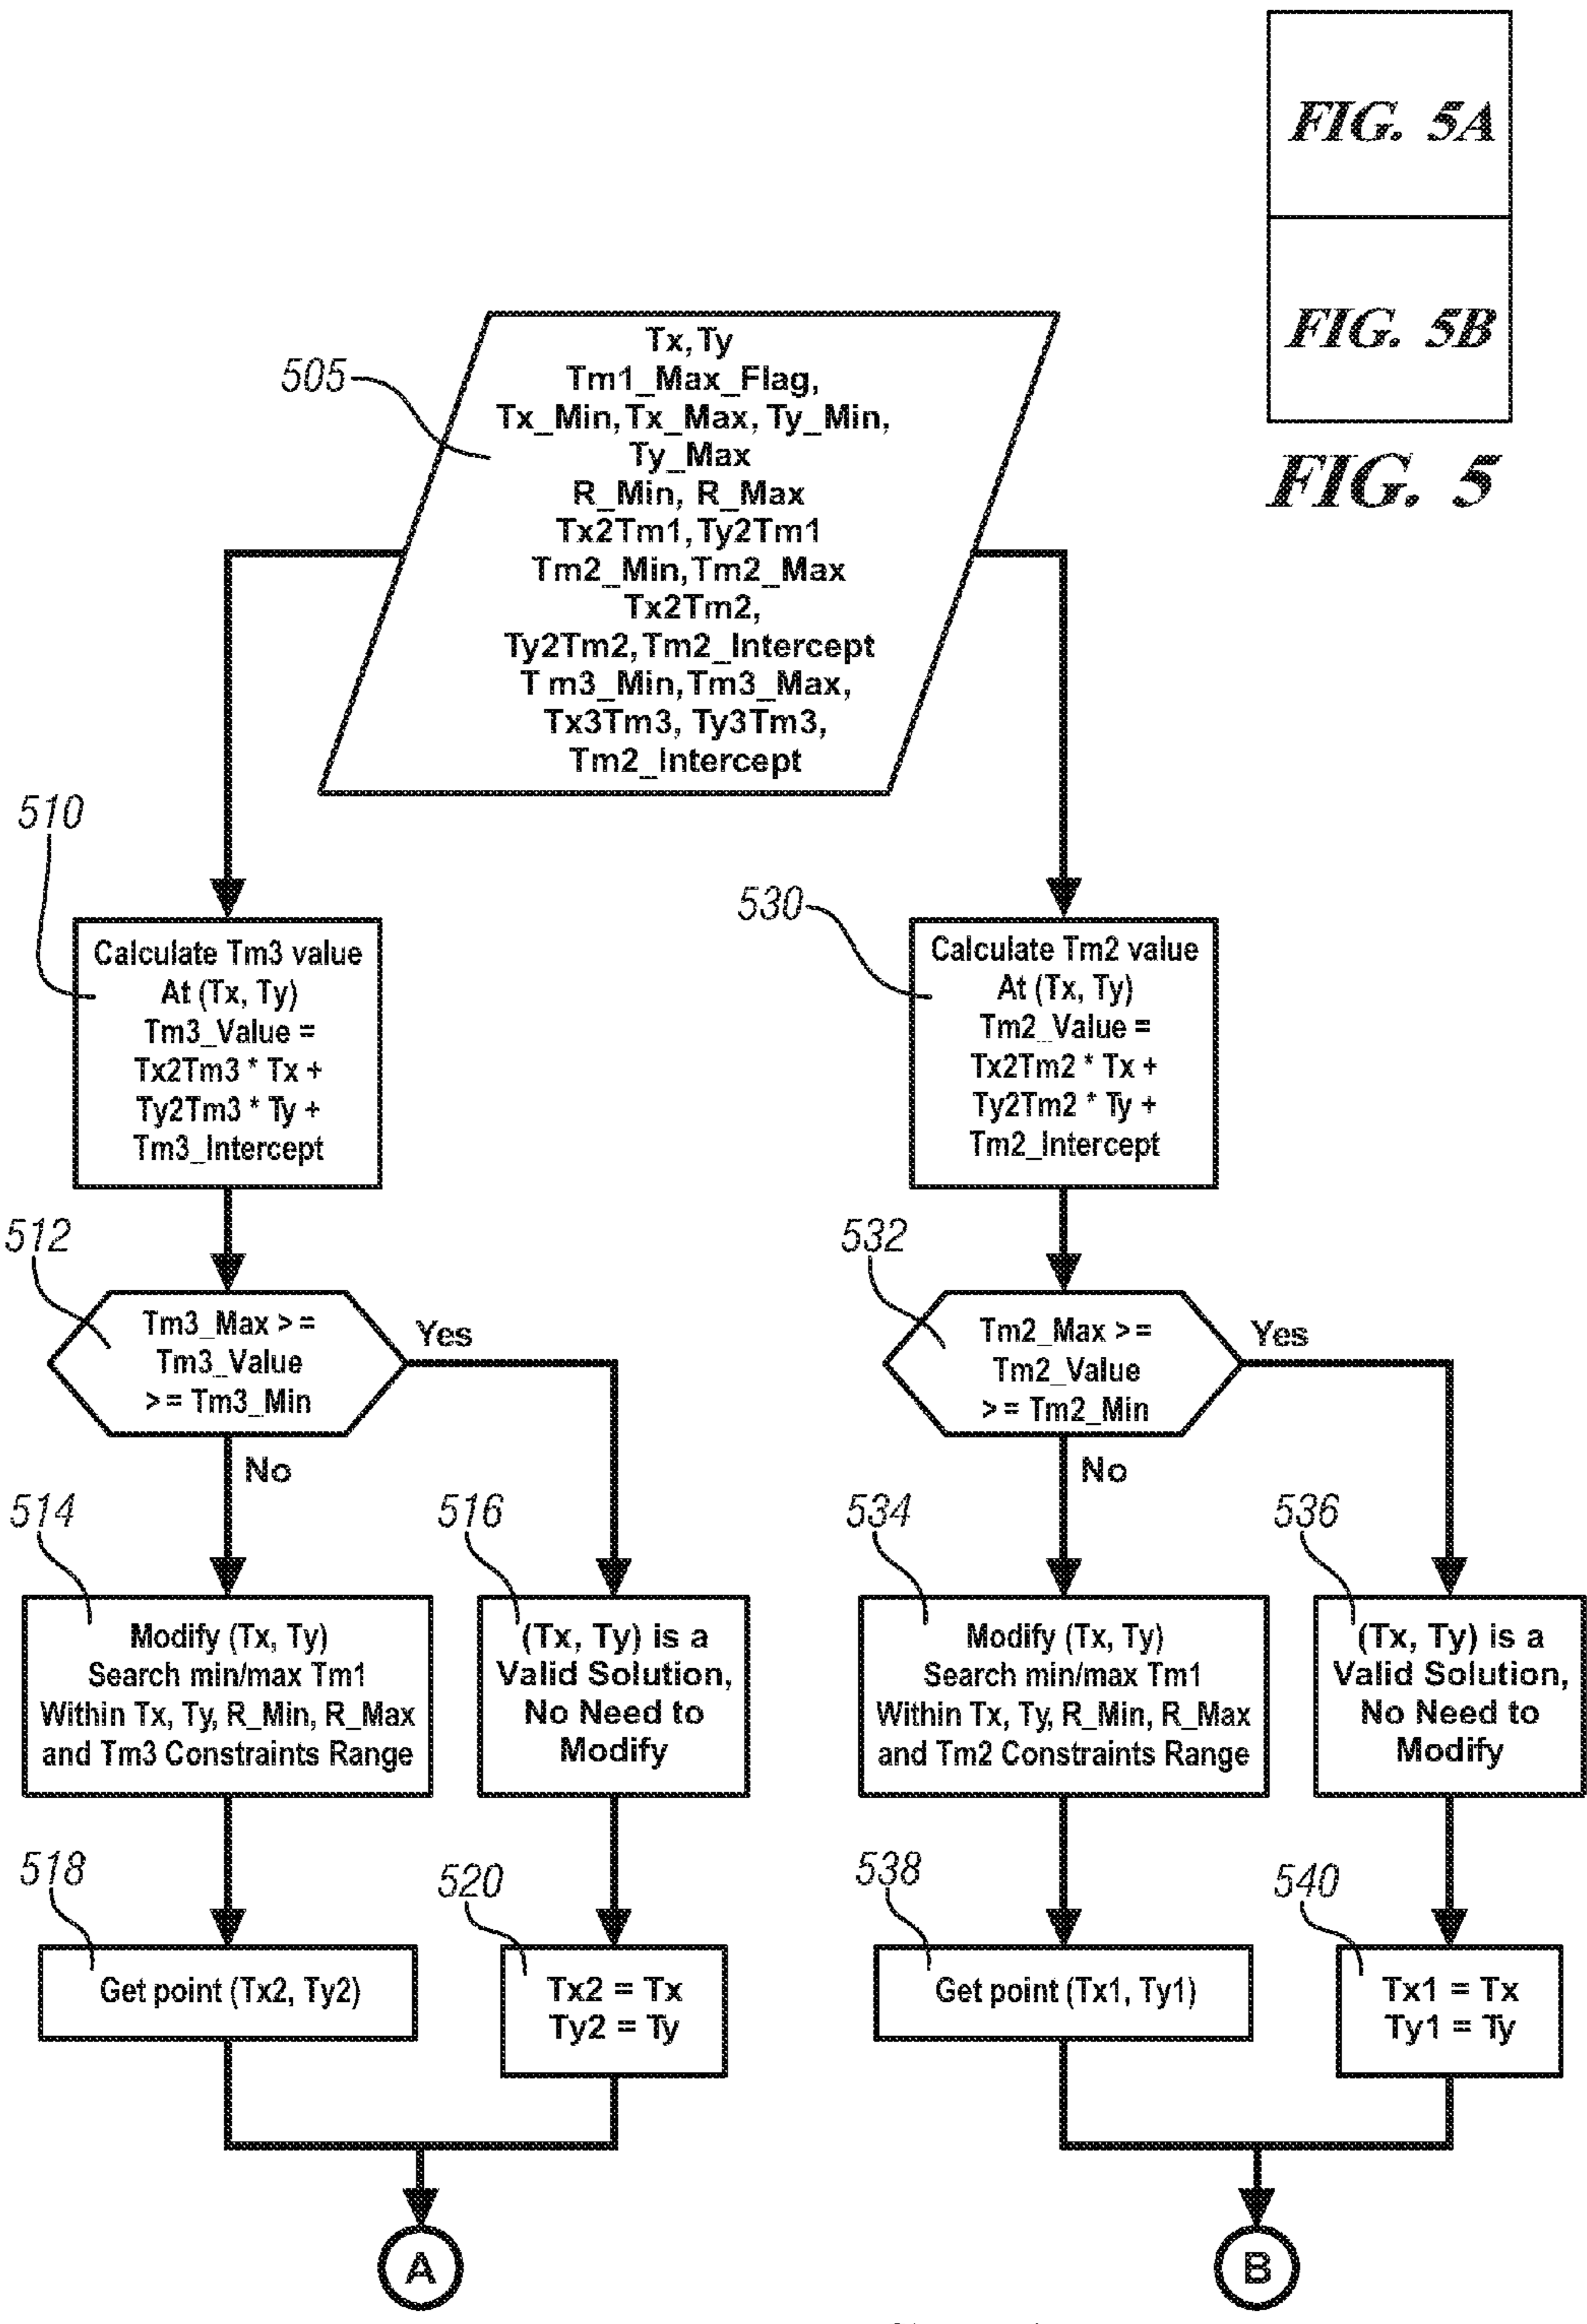 FIG. 5A
FIG. 5B
FIG. 5
505
Tx, Ty
Tm1_Max_Flag,
Tx_Min, Tx_Max, Ty_Min,
Ty_Max
R_Min, R_Max
Tx2Tm1, Ty2Tm1
Tm2_Min, Tm2_Max
Tx2Tm2,
Ty2Tm2, Tm2_Intercept
T m3_Min, Tm3_Max,
Tx3Tm3, Ty3Tm3,
Tm2_Intercept
510
Calculate Tm3 value
At (Tx, Ty)
Tm3_Value =
Tx2Tm3 * Tx +
Ty2Tm3 * Ty +
Tm3_Intercept
530
Calculate Tm2 value
At (Tx, Ty)
Tm2_Value =
Tx2Tm2 * Tx +
Ty2Tm2 * Ty +
Tm2_Intercept
512
Tm3_Max >=
Tm3_Value
>= Tm3_Min
Yes
No
532
Tm2_Max >=
Tm2_Value
>= Tm2_Min
Yes
No
514
Modify (Tx, Ty)
Search min/max Tm1
Within Tx, Ty, R_Min, R_Max
and Tm3 Constraints Range
516
(Tx, Ty) is a
Valid Solution,
No Need to
Modify
534
Modify (Tx, Ty)
Search min/max Tm1
Within Tx, Ty, R_Min, R_Max
and Tm2 Constraints Range
536
(Tx, Ty) is a
Valid Solution,
No Need to
Modify
518
Get point (Tx2, Ty2)
520
Tx2 = Tx
Ty2 = Ty
538
Get point (Tx1, Ty1)
540
Tx1 = Tx
Ty1 = Ty
A
B